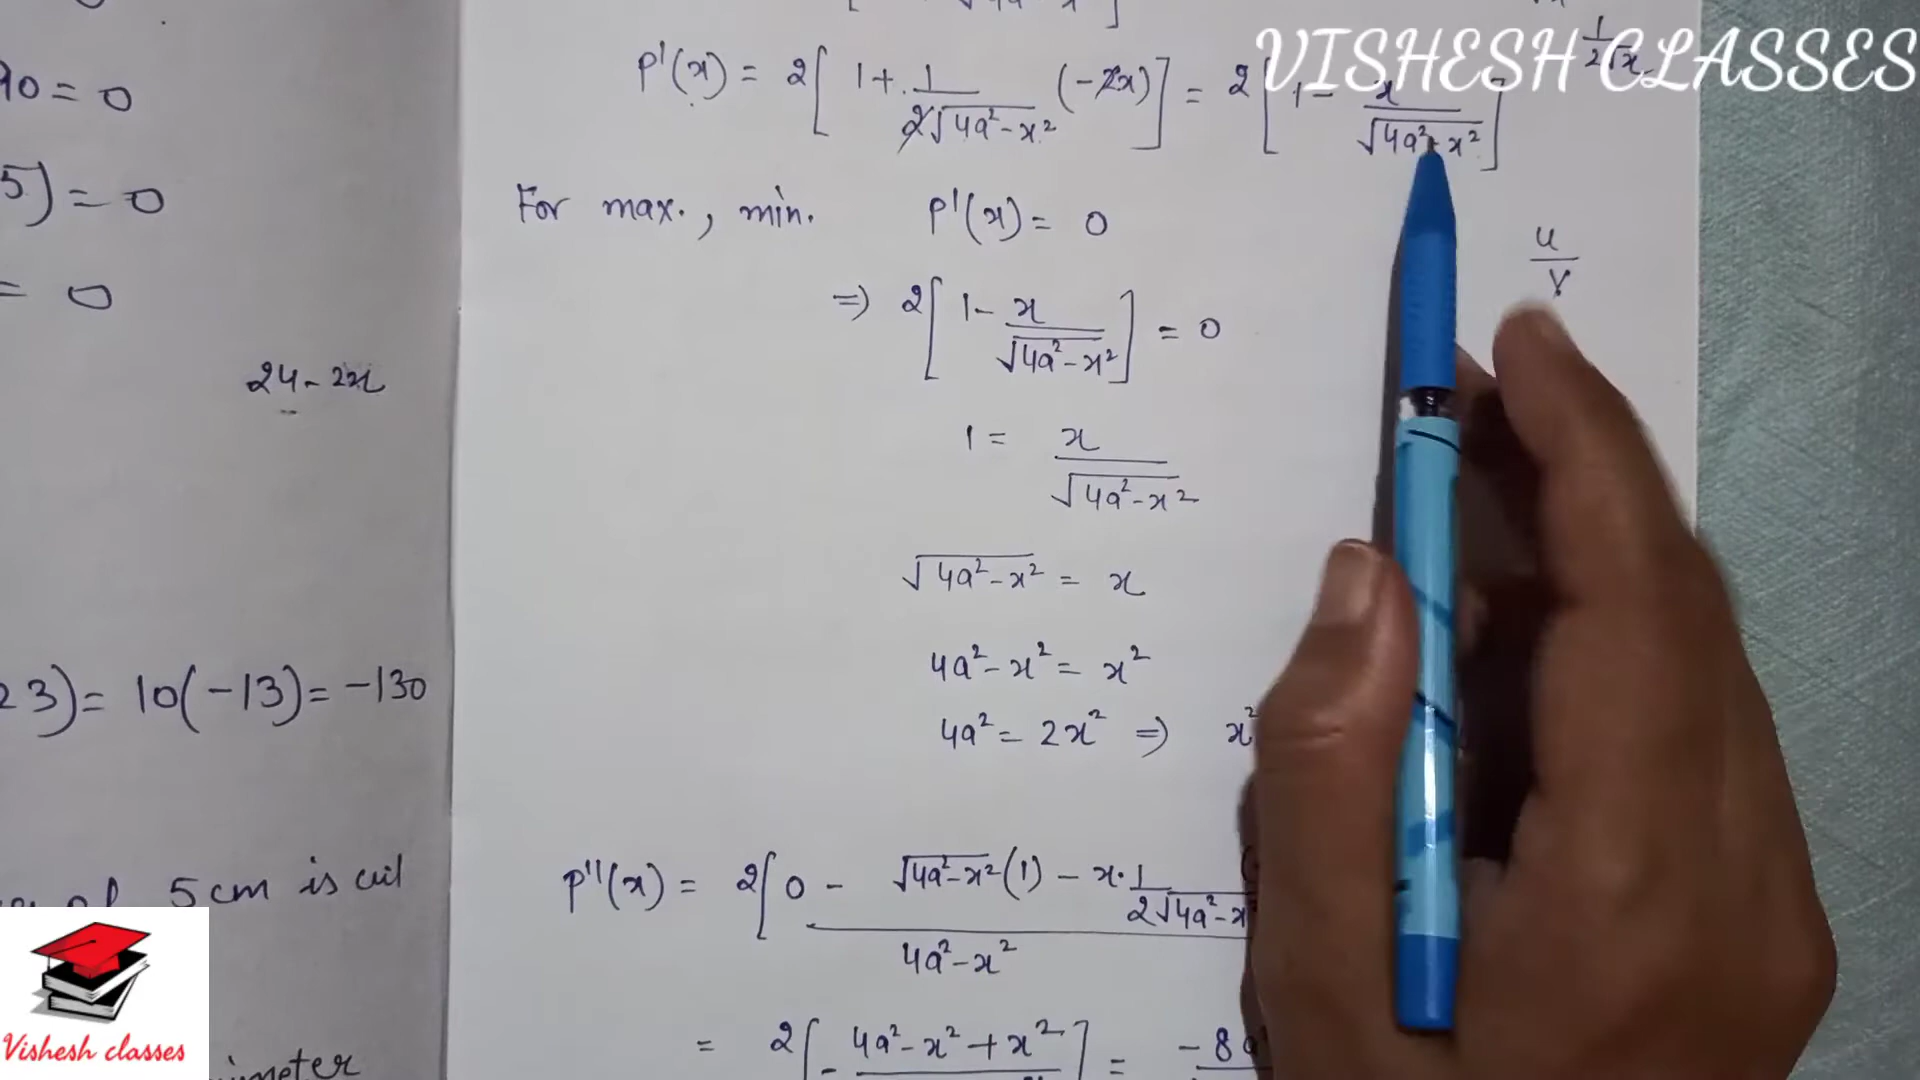 VISHESH CLASSES
90 = 0
5) = 0
= 0
24 - 2x
23) = 10(-13) = -130
5 cm is cut
Vishesh classes
P'(x) = 2[ 1 + 1/(2√(4a² - x²)) (-2x) ] = 2[ 1 - x/√(4a² - x²) ]
1/(2√x)
For max., min. P'(x) = 0
u/v
=) 2[ 1 - x/√(4a² - x²) ] = 0
1 = x/√(4a² - x²)
√(4a² - x²) = x
4a² - x² = x²
4a² = 2x² =) x²
P''(x) = 2[ 0 - √(4a² - x²) (1) - x · 1/(2√(4a² - x²
4a² - x²
= 2[ - 4a² - x² + x² ] = -8a²